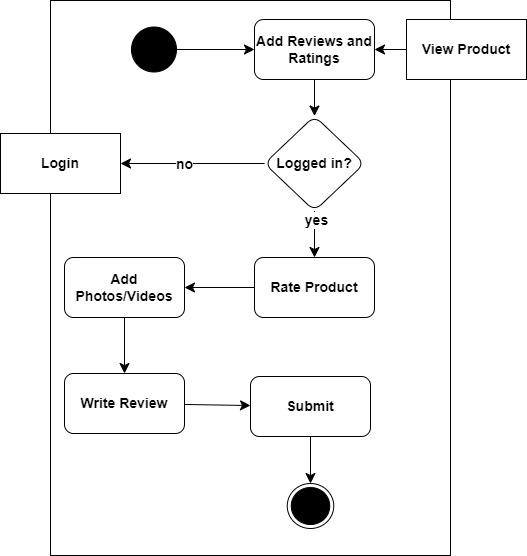 Add Reviews and
Ratings
View Product
Login
no
Logged in?
yes
Add
Photos/Videos
Rate Product
Write Review
Submit